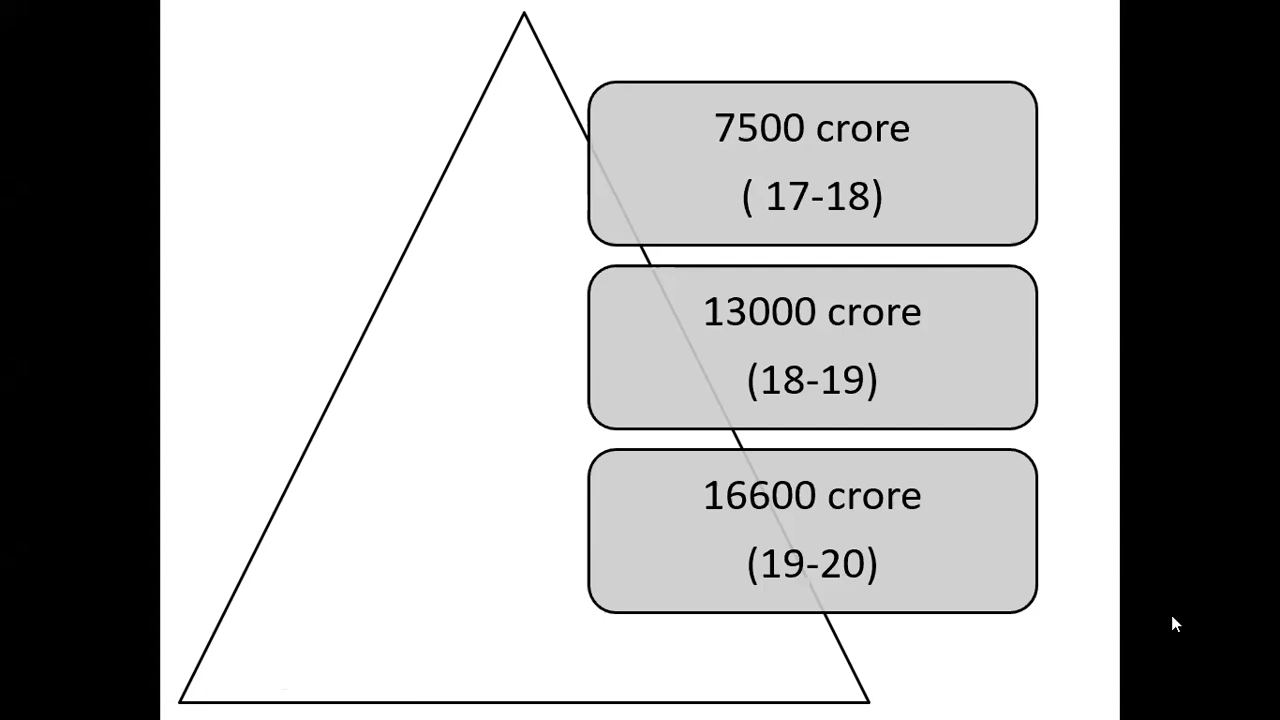 7500 crore
( 17-18)
13000 crore
(18-19)
16600 crore
(19-20)